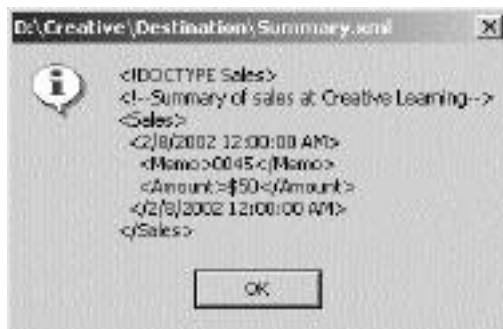 D:\Creative\Destination\Summary.xml
<!DOCTYPE Sales>
<!--Summary of sales at Creative Learning-->
<Sales>
<2/8/2002 12:00:00 AM>
<Memo>0045</Memo>
<Amount>$50</Amount>
</2/8/2002 12:00:00 AM>
</Sales>
OK